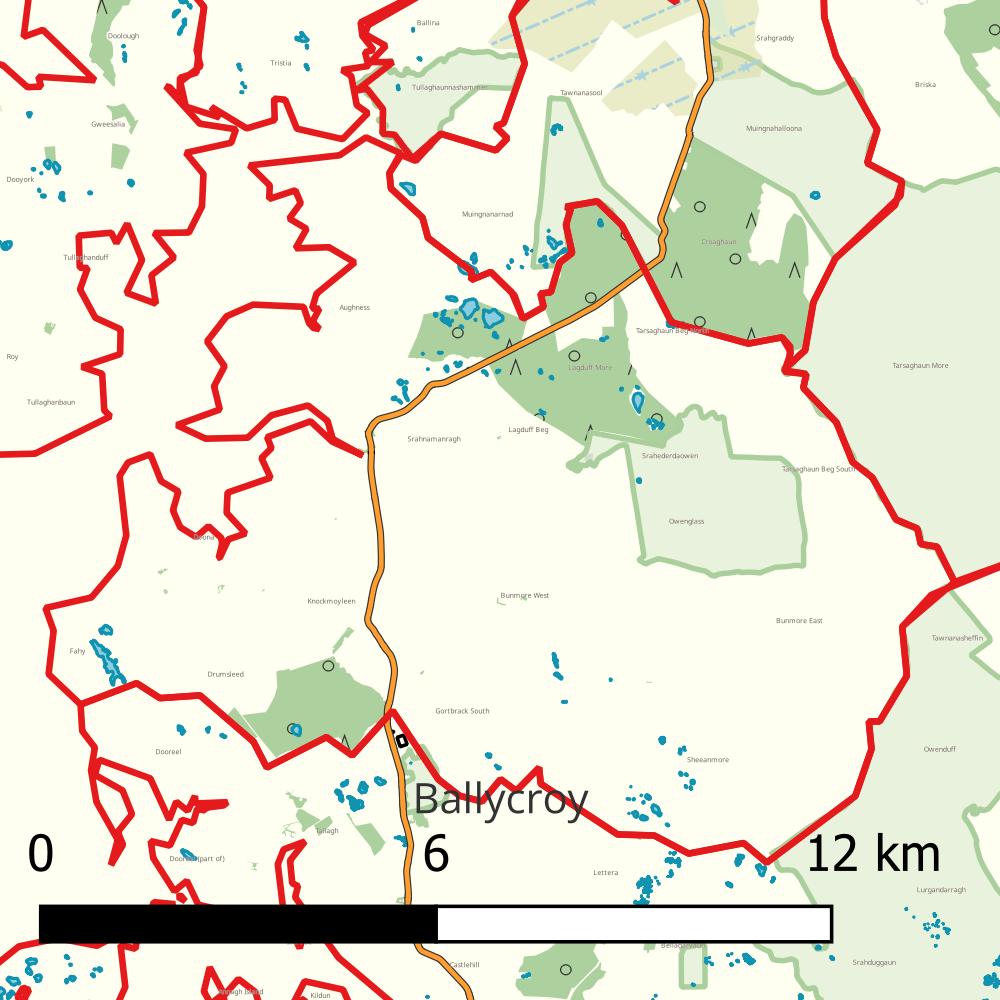 Ballina
Doolough
Srahgraddy
Tristia
Briska
Tullaghaunnashammer
Tawnanasool
Gweesalia
Muingnahalloona
Dooyork
Muingnanarnad
Croaghaun
Tullaghanduff
Aughness
Tarsaghaun Beg North
Roy
Lagduff More
Tarsaghaun More
Tullaghanbaun
Lagduff Beg
Srahnamanragh
Srahederdaowen
Tarsaghaun Beg South
Owenglass
Doona
Bunmore West
Knockmoyleen
Bunmore East
Tawnanasheffin
Fahy
Drumsleed
Gortbrack South
Dooreel
Owenduff
Sheeanmore
Ballycroy
Tallagh
0 6 12 km
Dooreel (part of)
Lettera
Lurgandarragh
Bellagarvaun
Castlehill
Srahduggaun
Kildun